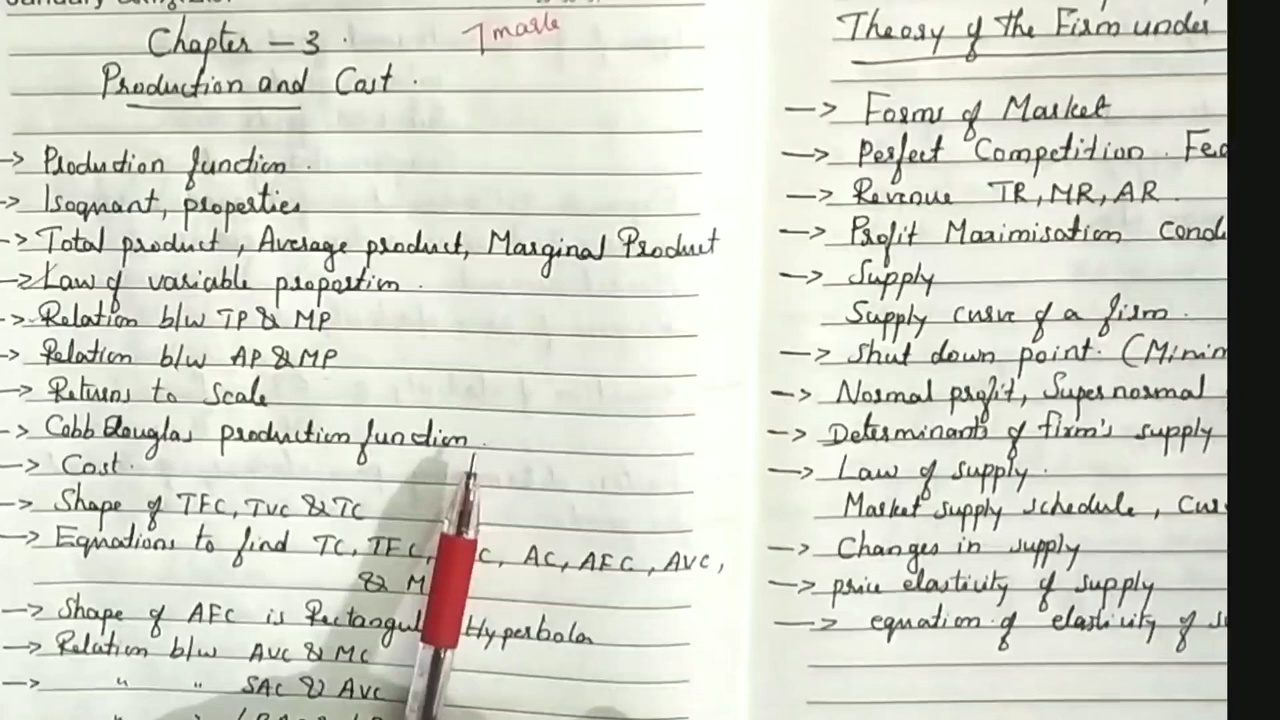 Chapter - 3.
7 mark
Production and Cost.
-> Production function.
-> Isoquant, properties
-> Total product, Average product, Marginal Product
-> Law of variable proportion.
-> Relation b/w TP & MP
-> Relation b/w AP & MP
-> Returns to Scale
-> Cobb Douglas production function.
-> Cost.
-> Shape of TFC, TVC & TC
-> Equations to find TC, TFC, C, AC, AFC, AVC,
& M
-> Shape of AFC is Rectangul Hyperbola
-> Relation b/w AVC & MC
-> " " SAC & AVC
Theory of the Firm under
-> Forms of Market
-> Perfect Competition. Fea
-> Revenue TR, MR, AR.
-> Profit Maximisation Cond
-> Supply
Supply curve of a firm.
-> Shut down point. (Minim
-> Normal profit, Supernormal
-> Determinants of firm's supply
-> Law of supply.
Market supply schedule, Cur
-> Changes in supply
-> price elasticity of supply
-> equation of elasticity of s